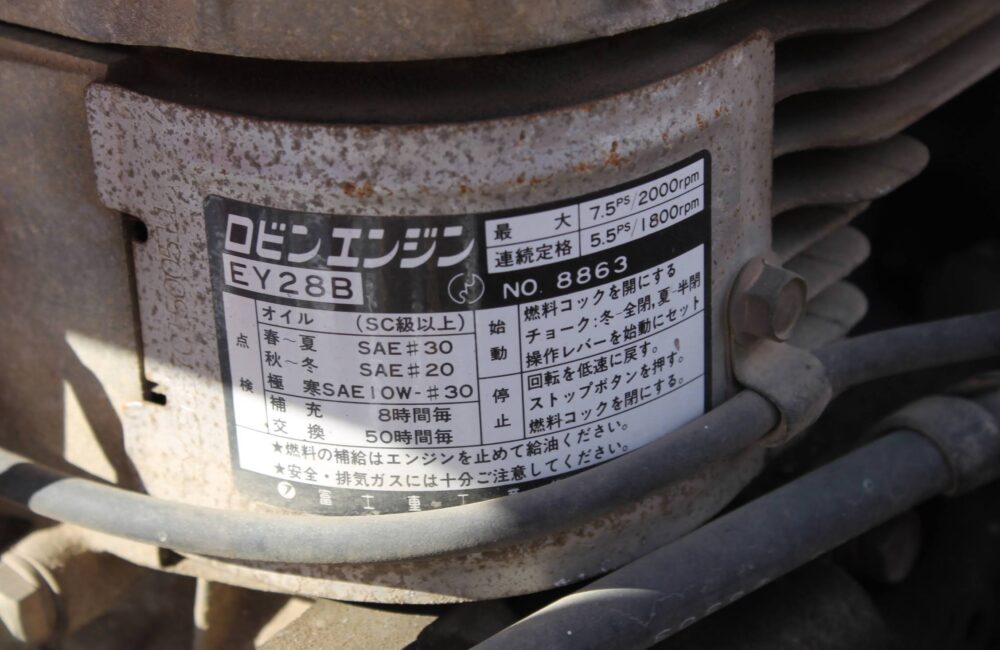 ロビンエンジン
EY28B
最大 7.5PS/2000rpm
連続定格 5.5PS/1800rpm
NO. 8863
点検
オイル (SC級以上)
春〜夏 SAE♯30
秋〜冬 SAE♯20
極寒 SAE10W-♯30
補充 8時間毎
交換 50時間毎
始動
燃料コックを開にする
チョーク:冬-全閉,夏-半閉
操作レバーを始動にセット
停止
回転を低速に戻す。
ストップボタンを押す。
燃料コックを閉にする。
★燃料の補給はエンジンを止めて給油ください。
★安全・排気ガスには十分ご注意してください。
富士重工